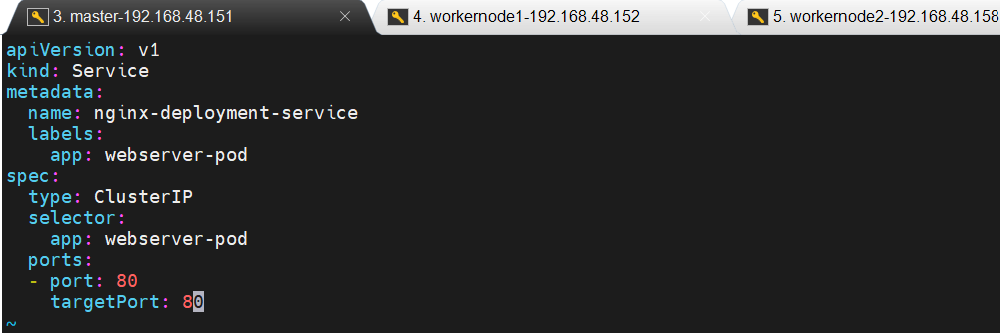 3. master-192.168.48.151
4. workernode1-192.168.48.152
5. workernode2-192.168.48.158
apiVersion: v1
kind: Service
metadata:
  name: nginx-deployment-service
  labels:
    app: webserver-pod
spec:
  type: ClusterIP
  selector:
    app: webserver-pod
  ports:
  - port: 80
    targetPort: 80
~